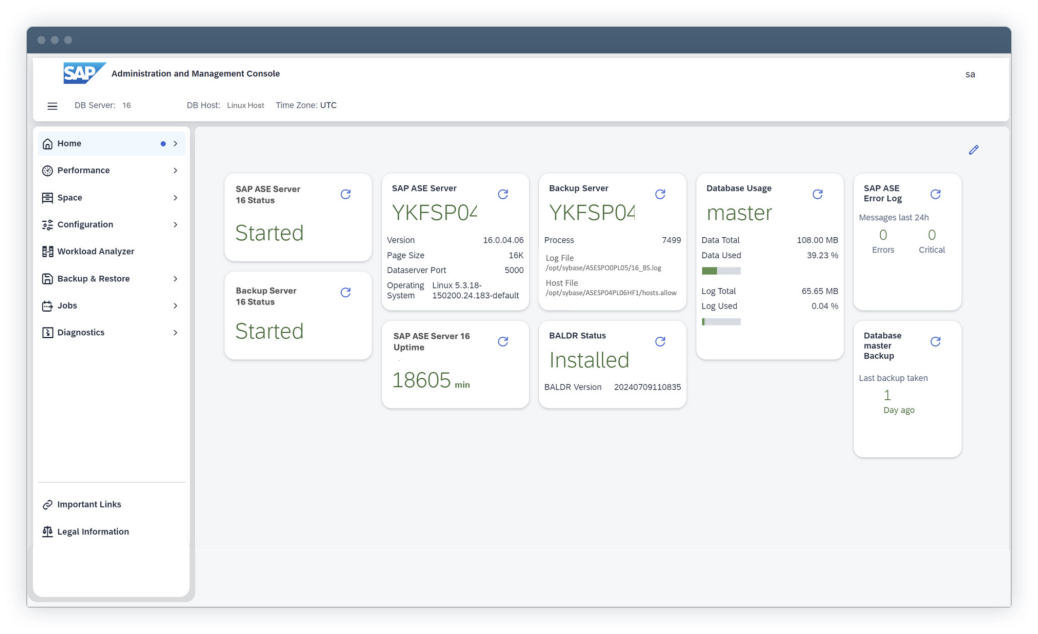 SAP Administration and Management Console
sa
DB Server: 16 DB Host: Linux Host Time Zone: UTC
Home
Performance
Space
Configuration
Workload Analyzer
Backup & Restore
Jobs
Diagnostics
Important Links
Legal Information
SAP ASE Server
16 Status
Started
Backup Server
16 Status
Started
SAP ASE Server
YKFSP04
Version 16.0.04.06
Page Size 16K
Dataserver Port 5000
Operating Linux 5.3.18-
System 150200.24.183-default
SAP ASE Server 16
Uptime
18605 min
Backup Server
YKFSP04
Process 7499
Log File
/opt/sybase/ASESPO0PL05/16_BS.log
Host File
/opt/sybase/ASESP04PL06HF1/hosts.allow
BALDR Status
Installed
BALDR Version 20240709110835
Database Usage
master
Data Total 108.00 MB
Data Used 39.23 %
Log Total 65.65 MB
Log Used 0.04 %
SAP ASE
Error Log
Messages last 24h
0 0
Errors Critical
Database
master
Backup
Last backup taken
1
Day ago